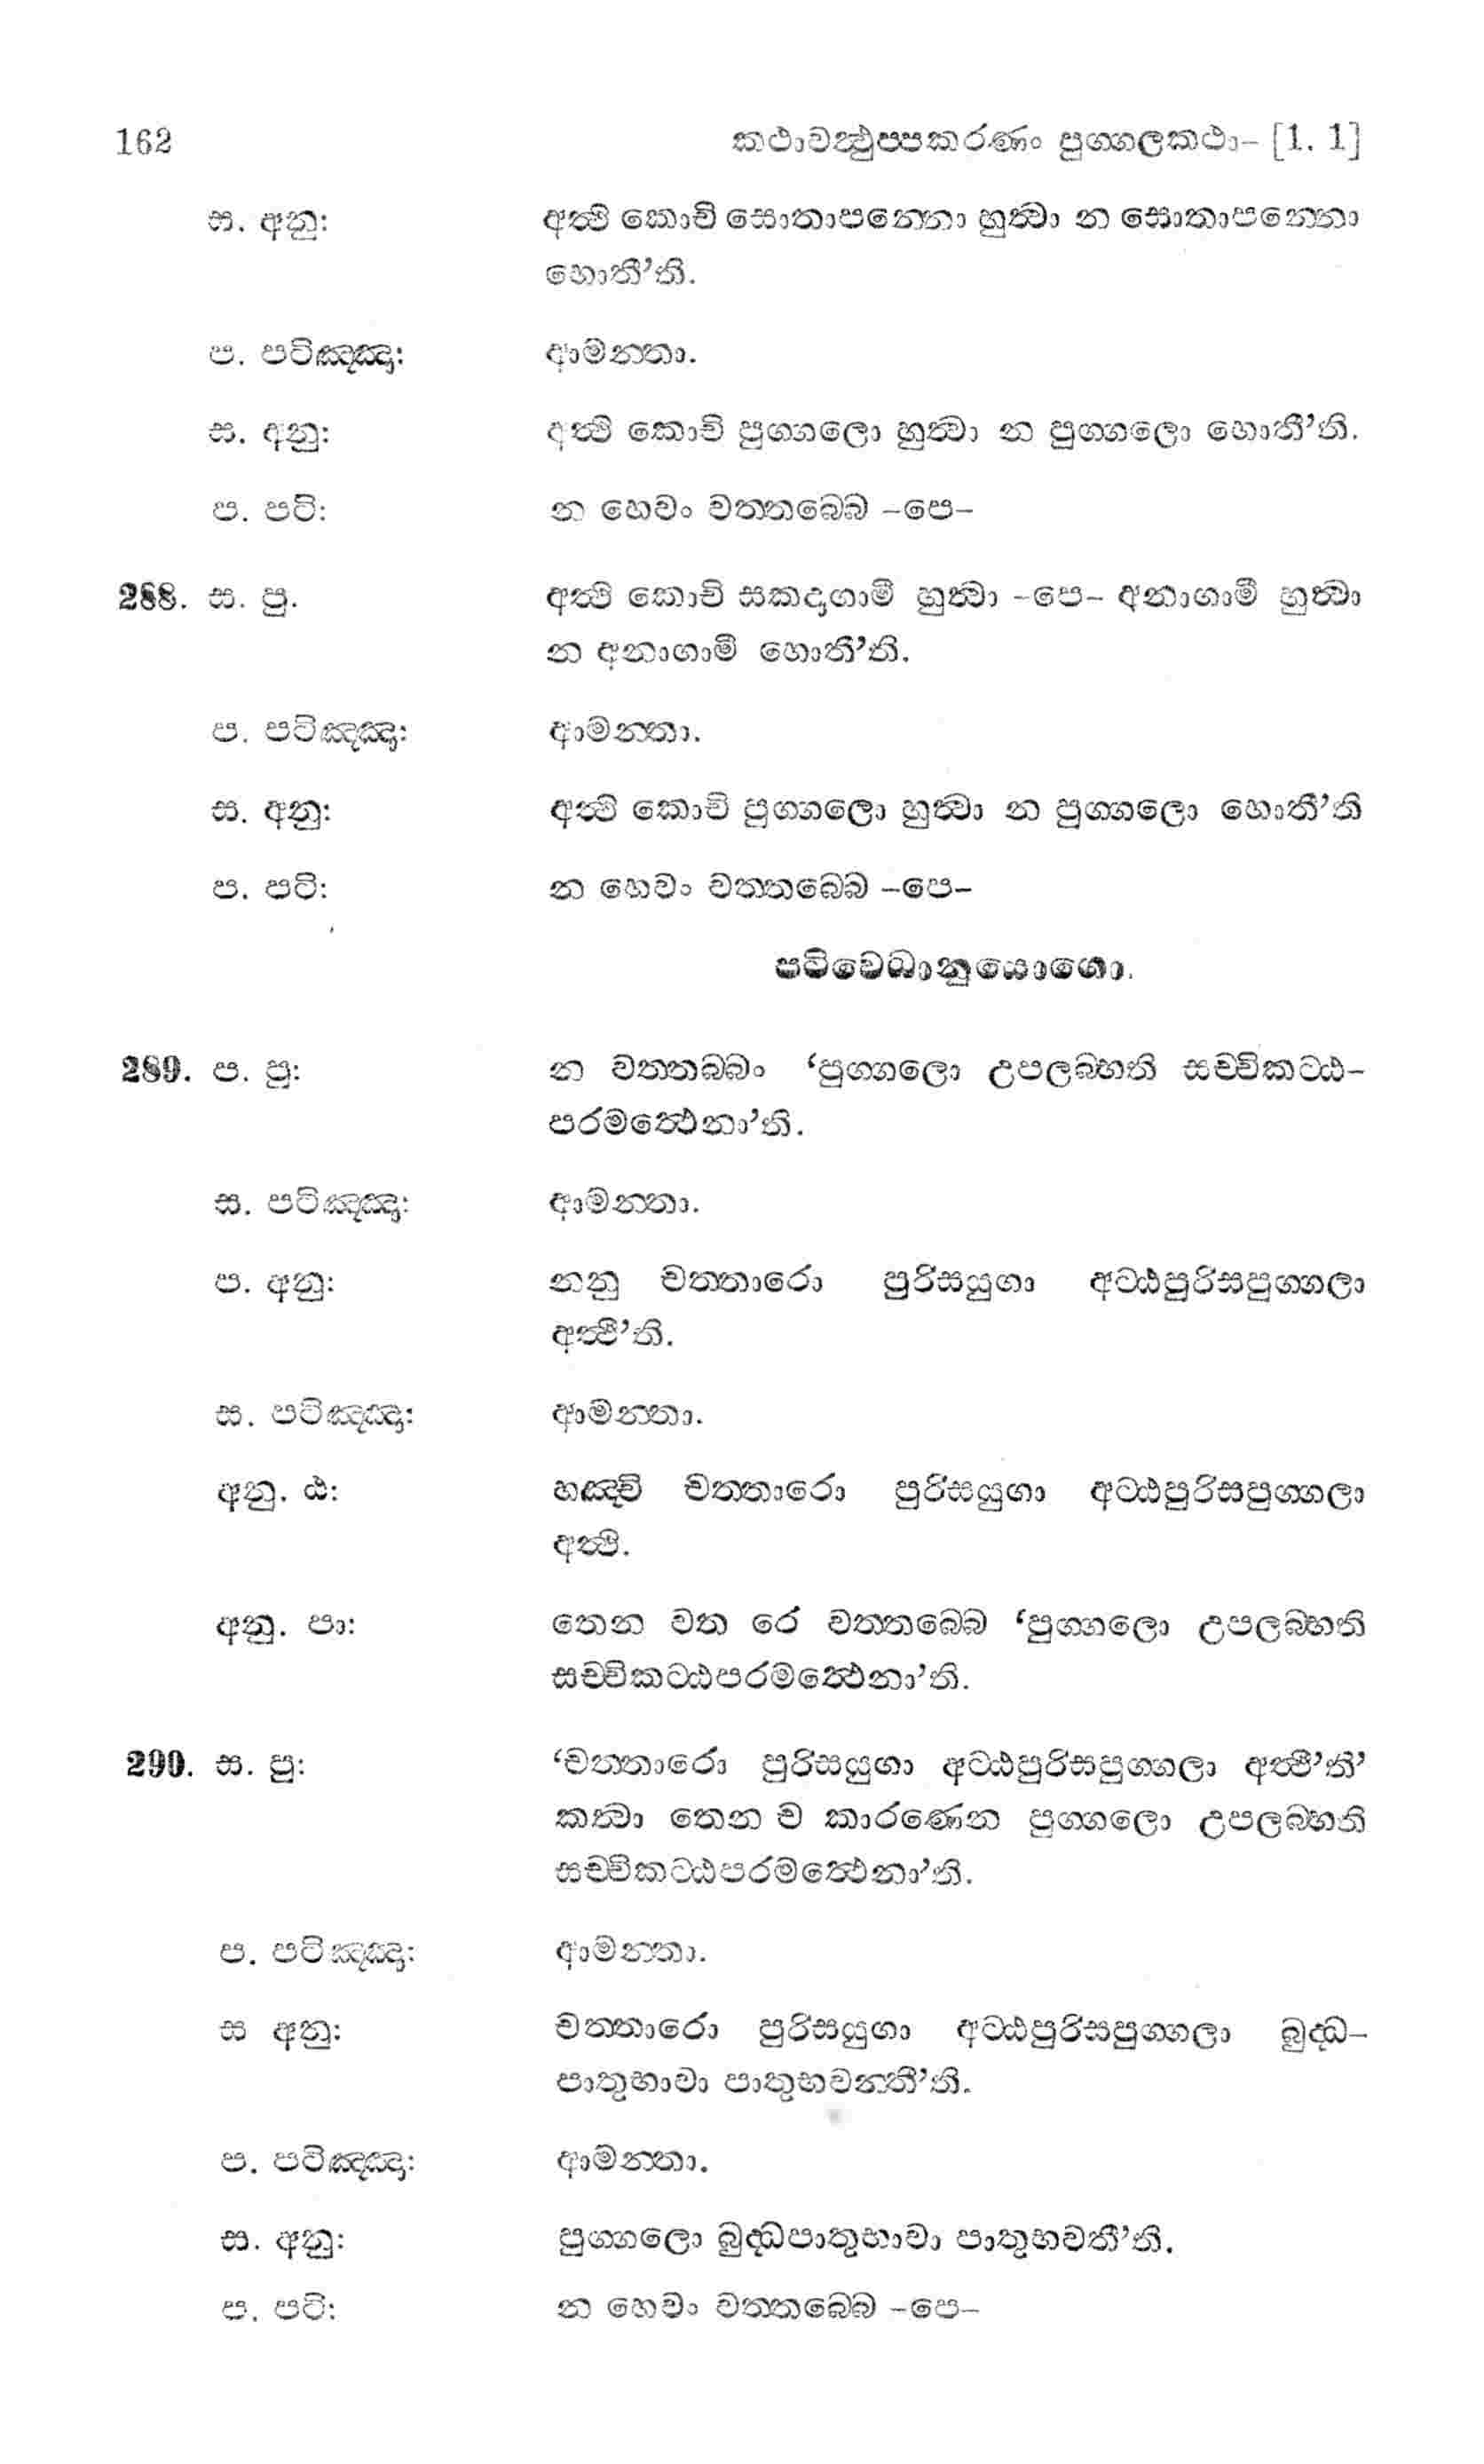 162 කථාවත්‍ථුප‍්පකරණං පුග‍්ගලකථා- [1. 1]
ස. අනු: අත්‍ථි කොචි සොතාපන‍්නො හුත්‍වා න සොතාපන‍්නො
හොතී’ති.
ප. පටිඤ‍්ඤා: ආමන‍්තා.
ස. අනු: අත්‍ථි කොචි පුග‍්ගලො හුත්‍වා න පුග‍්ගලො හොතී’ති.
ප. පටි: න හෙවං වත‍්තබ‍්බෙ -පෙ-
288. ස. පු. අත්‍ථි කොචි සකදාගාමී හුත්‍වා -පෙ- අනාගාමී හුත්‍වා
න අනාගාමී හොතී’ති.
ප. පටිඤ‍්ඤා: ආමන‍්තා.
ස. අනු: අත්‍ථි කොචි පුග‍්ගලො හුත්‍වා න පුග‍්ගලො හොතී’ති
ප. පටි: න හෙවං වත‍්තබ‍්බෙ -පෙ-
පටිවෙධානුයොගො.
289. ප. පු: න වත‍්තබ‍්බං ‘පුග‍්ගලො උපලබ‍්භති සච‍්චිකට‍්ඨ-
පරමත්‍ථෙනා’ති.
ස. පටිඤ‍්ඤා: ආමන‍්තා.
ප. අනු: නනු චත‍්තාරො පුරිසයුගා අට‍්ඨපුරිසපුග‍්ගලා
අත්‍ථී’ති.
ස. පටිඤ‍්ඤා: ආමන‍්තා.
අනු. ඨ: හඤ‍්චි චත‍්තාරො පුරිසයුගා අට‍්ඨපුරිසපුග‍්ගලා
අත්‍ථි.
අනු. පා: තෙන වත රෙ වත‍්තබ‍්බෙ ‘පුග‍්ගලො උපලබ‍්භති
සච‍්චිකට‍්ඨපරමත්‍ථෙනා’ති.
290. ස. පු: ‘චත‍්තාරො පුරිසයුගා අට‍්ඨපුරිසපුග‍්ගලා අත්‍ථී’ති’
කත්‍වා තෙන ච කාරණෙන පුග‍්ගලො උපලබ‍්භති
සච‍්චිකට‍්ඨපරමත්‍ථෙනා’ති.
ප. පටිඤ‍්ඤා: ආමන‍්තා.
ස අනු: චත‍්තාරො පුරිසයුගා අට‍්ඨපුරිසපුග‍්ගලා බුද‍්ධ-
පාතුභාවා පාතුභවන‍්තී’ති.
ප. පටිඤ‍්ඤා: ආමන‍්තා.
ස. අනු: පුග‍්ගලො බුද‍්ධපාතුභාවා පාතුභවතී’ති.
ප. පටි: න හෙවං වත‍්තබ‍්බෙ -පෙ-